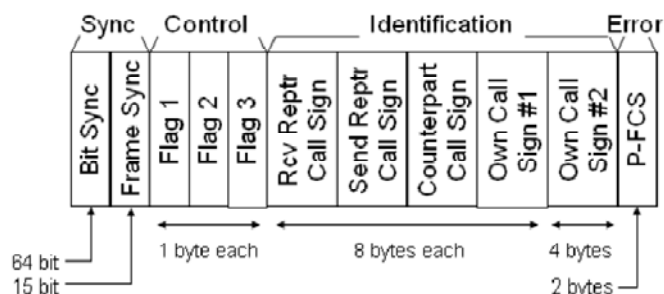 Sync Control Identification Error
Bit Sync
Frame Sync
Flag 1
Flag 2
Flag 3
Rcv Reptr
Call Sign
Send Reptr
Call Sign
Counterpart
Call Sign
Own Call
Sign #1
Own Call
Sign #2
P-FCS
1 byte each 8 bytes each 4 bytes
64 bit
15 bit 2 bytes